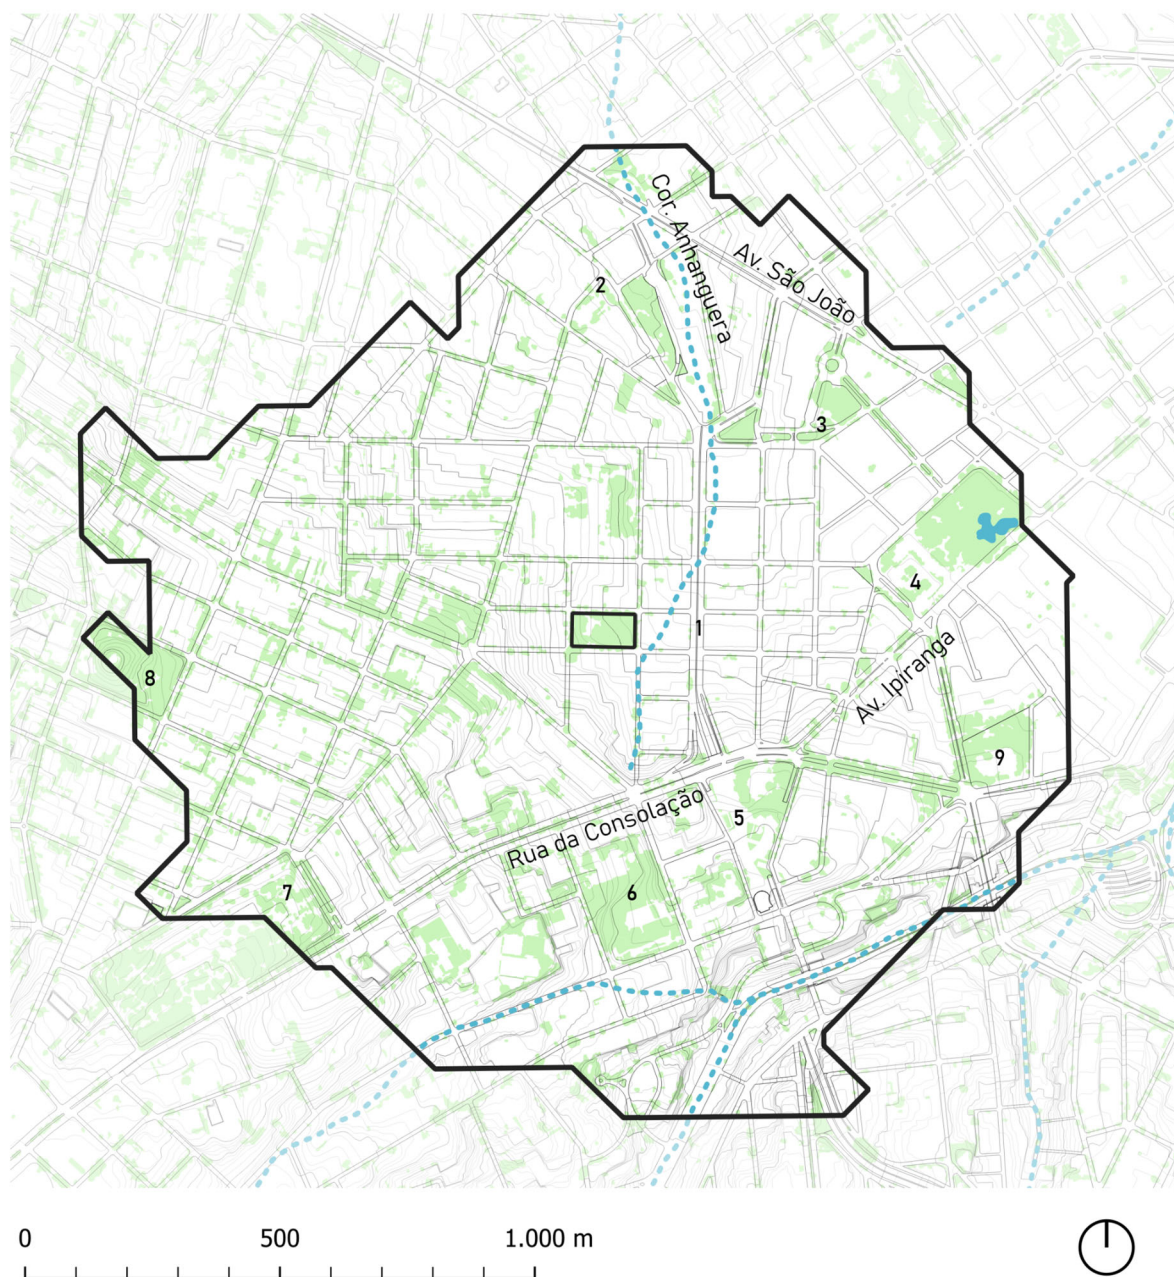 Cor. Anhanguera
Av. São João
2
3
4
1
Av. Ipiranga
8
9
Rua da Consolação
5
7
6
0 500 1.000 m